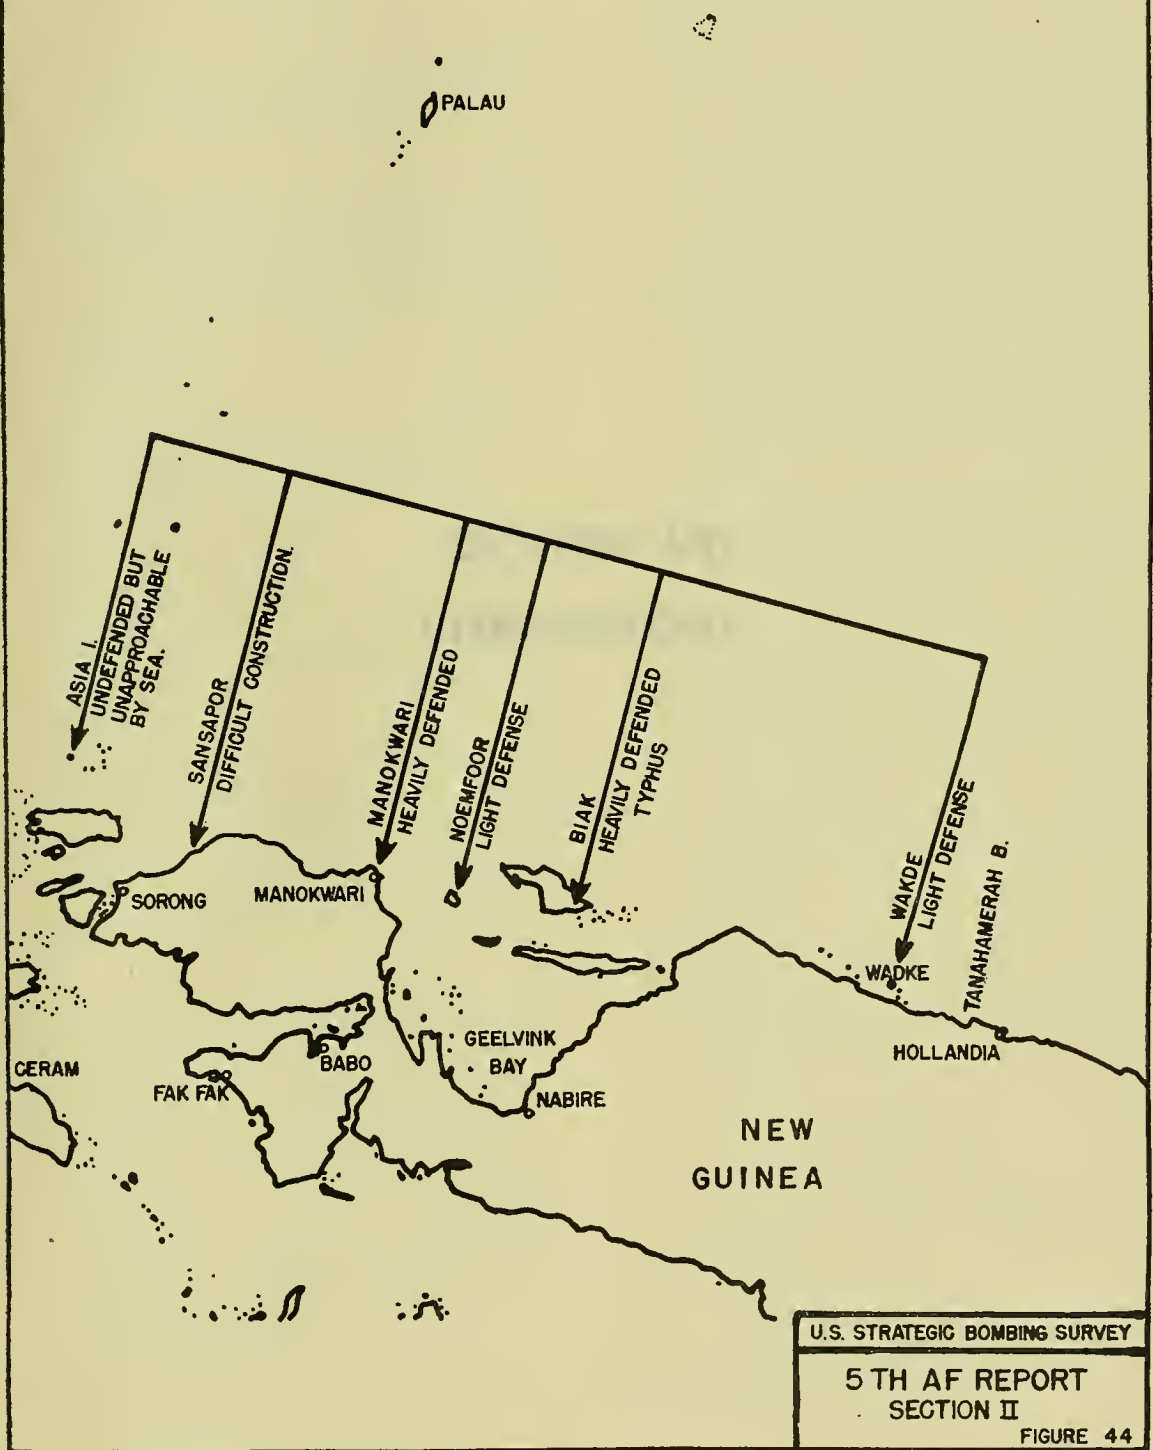 PALAU
ASIA I.
UNDEFENDED BUT
UNAPPROACHABLE
BY SEA.
SANSAPOR
DIFFICULT CONSTRUCTION.
MANOKWARI
HEAVILY DEFENDED
NOEMFOOR
LIGHT DEFENSE
BIAK
HEAVILY DEFENDED
TYPHUS
WAKDE
LIGHT DEFENSE
TANAHAMERAH B.
SORONG
MANOKWARI
WADKE
HOLLANDIA
GEELVINK
BAY
BABO
CERAM
FAK FAK
NABIRE
NEW
GUINEA
U.S. STRATEGIC BOMBING SURVEY
5TH AF REPORT
SECTION II
FIGURE 44